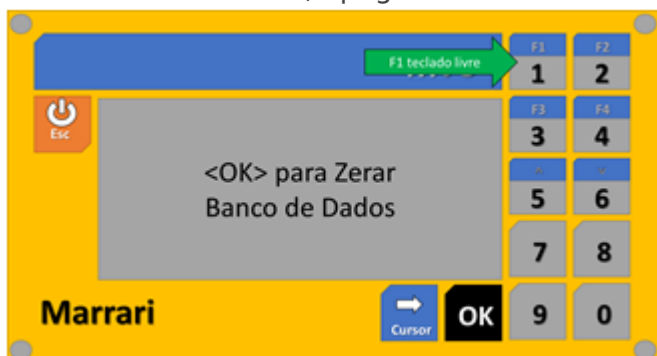 F1
F2
F1 teclado livre
1
2
Esc
F3
F4
3
4
<OK> para Zerar
Banco de Dados
5
6
7
8
Marrari
Cursor
OK
9
0